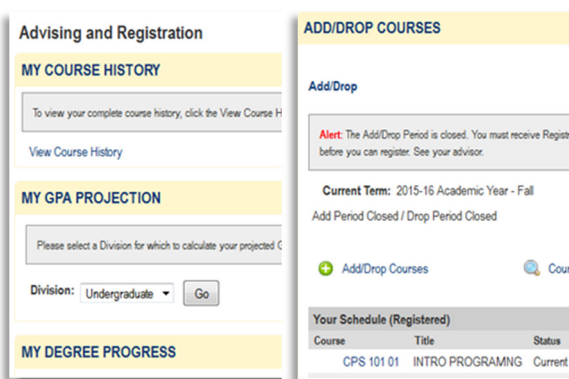 Advising and Registration
MY COURSE HISTORY
To view your complete course history, click the View Course H
View Course History
MY GPA PROJECTION
Please select a Division for which to calculate your projected G
Division: Undergraduate Go
MY DEGREE PROGRESS
ADD/DROP COURSES
Add/Drop
Alert: The Add/Drop Period is closed. You must receive Registr
before you can register. See your advisor.
Current Term: 2015-16 Academic Year - Fall
Add Period Closed / Drop Period Closed
Add/Drop Courses Cour
Your Schedule (Registered)
Course Title Status
CPS 101 01 INTRO PROGRAMNG Current